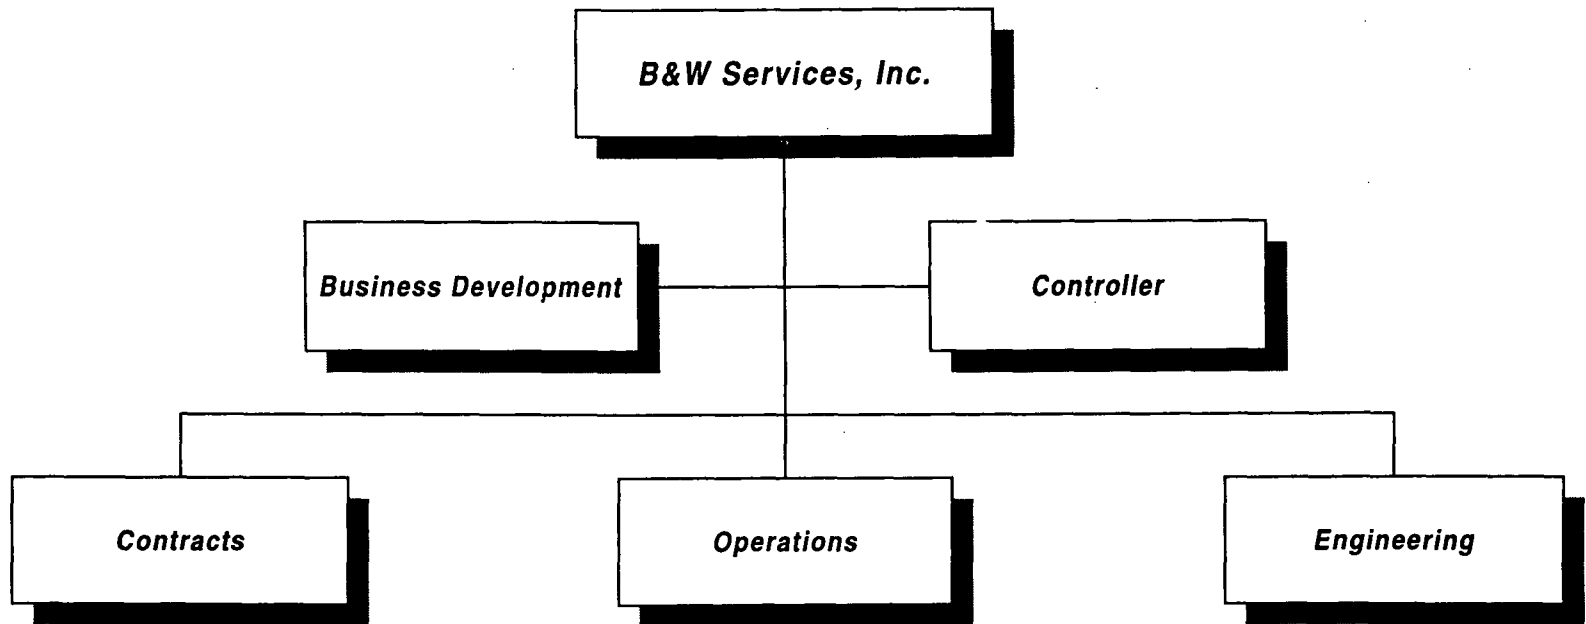 B&W Services, Inc.
Business Development
Controller
Contracts
Operations
Engineering